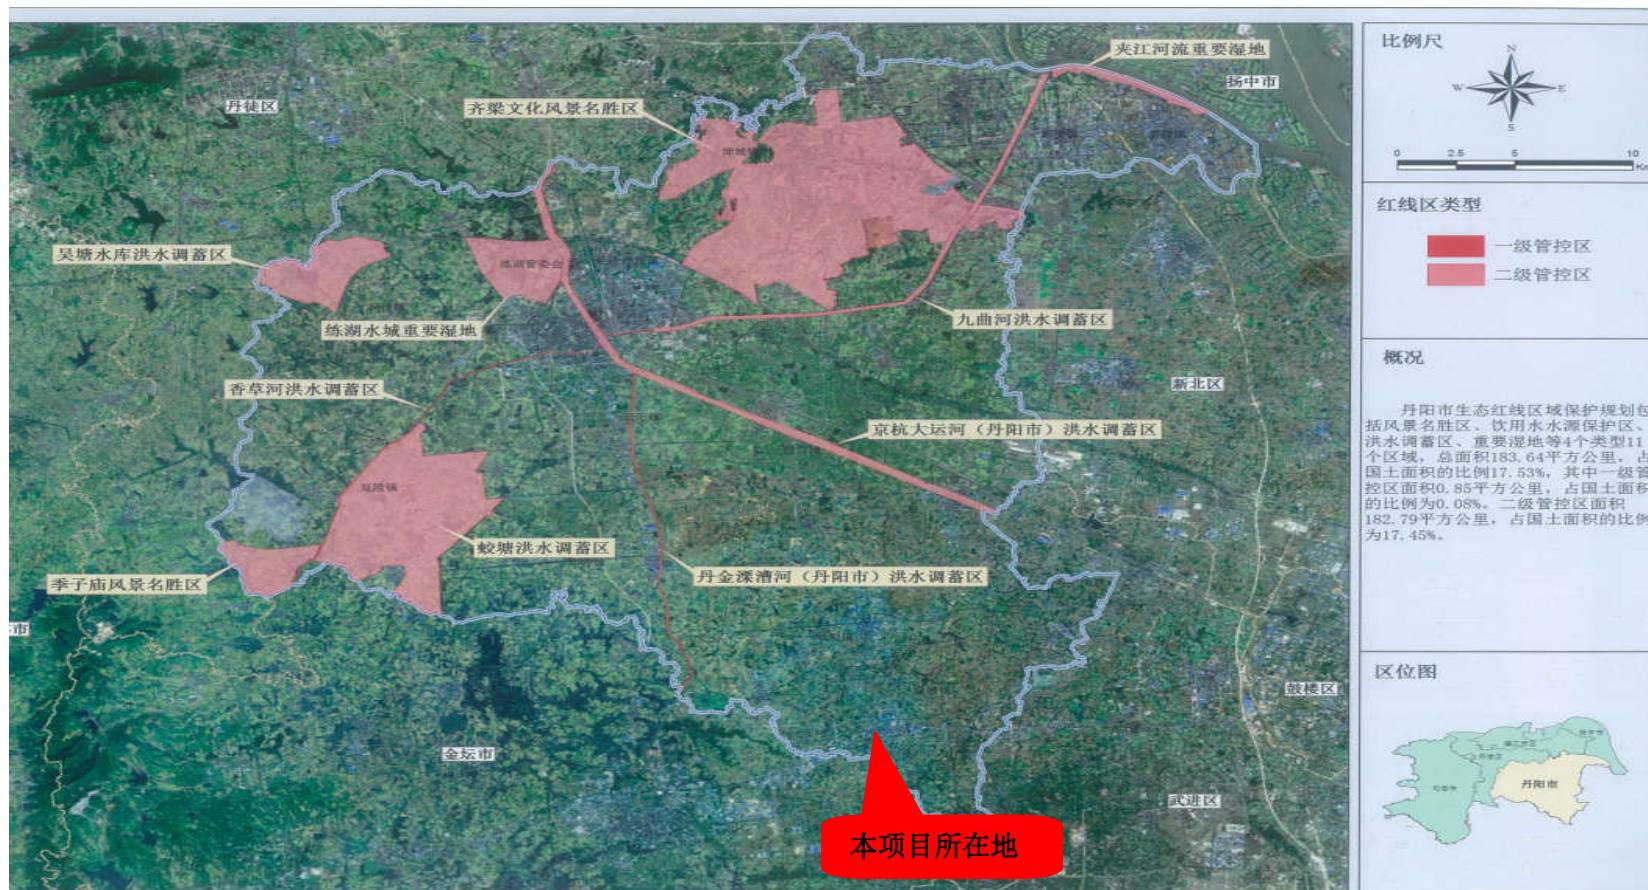 夹江河流重要湿地
扬中市
丹徒区
齐梁文化风景名胜区
吴塘水库洪水调蓄区
练湖管委会
练湖水城重要湿地
九曲河洪水调蓄区
新北区
香草河洪水调蓄区
京杭大运河（丹阳市）洪水调蓄区
延陵镇
蛟塘洪水调蓄区
丹金溧漕河（丹阳市）洪水调蓄区
季子庙风景名胜区
市
鼓楼区
金坛市
武进区
本项目所在地
比例尺
N
W
E
S
0 2.5 5 10
Km
红线区类型
一级管控区
二级管控区
概况
丹阳市生态红线区域保护规划包
括风景名胜区、饮用水水源保护区、
洪水调蓄区、重要湿地等4个类型11
个区域，总面积183.64平方公里，占
国土面积的比例17.53%，其中一级管
控区面积0.85平方公里，占国土面积
的比例为0.08%。二级管控区面积
182.79平方公里，占国土面积的比例
为17.45%。
区位图
丹阳市